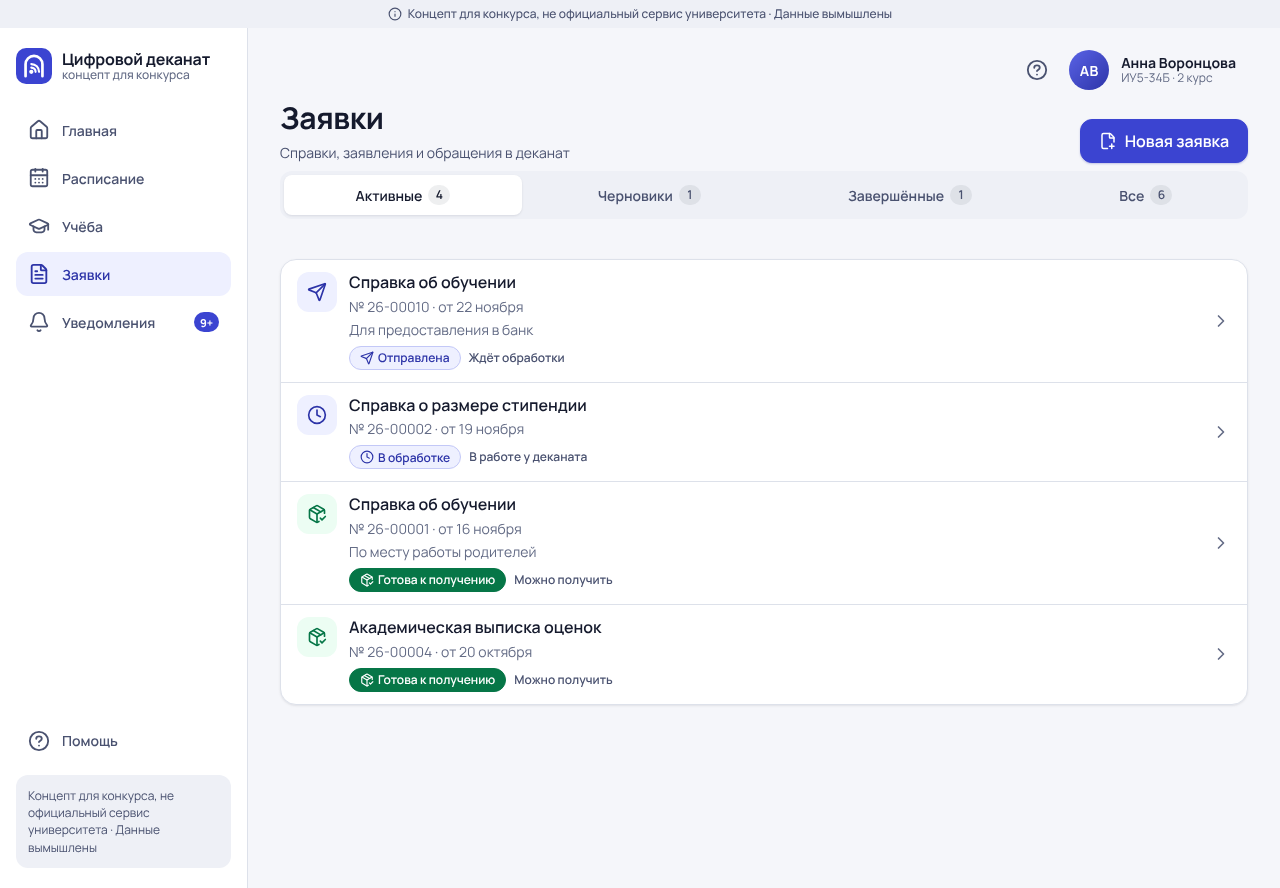 Концепт для конкурса, не официальный сервис университета · Данные вымышлены
Цифровой деканат
концепт для конкурса
Главная
Расписание
Учёба
Заявки
Уведомления 9+
Помощь
Концепт для конкурса, не
официальный сервис
университета · Данные
вымышлены
АВ
Анна Воронцова
ИУ5-34Б · 2 курс
Заявки
Справки, заявления и обращения в деканат
Новая заявка
Активные 4 Черновики 1 Завершённые 1 Все 6
Справка об обучении
№ 26-00010 · от 22 ноября
Для предоставления в банк
Отправлена Ждёт обработки
Справка о размере стипендии
№ 26-00002 · от 19 ноября
В обработке В работе у деканата
Справка об обучении
№ 26-00001 · от 16 ноября
По месту работы родителей
Готова к получению Можно получить
Академическая выписка оценок
№ 26-00004 · от 20 октября
Готова к получению Можно получить